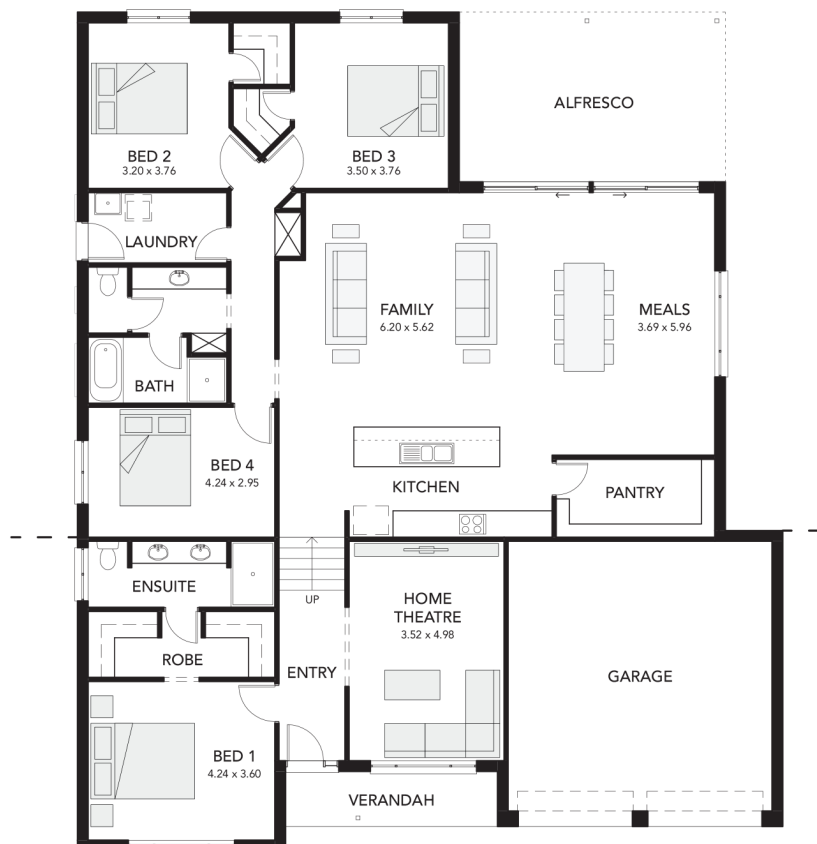 ALFRESCO
BED 2
3.20 x 3.76
BED 3
3.50 x 3.76
LAUNDRY
FAMILY
6.20 x 5.62
MEALS
3.69 x 5.96
BATH
BED 4
4.24 x 2.95
KITCHEN
PANTRY
ENSUITE
UP
HOME
THEATRE
3.52 x 4.98
ROBE
ENTRY
GARAGE
BED 1
4.24 x 3.60
VERANDAH